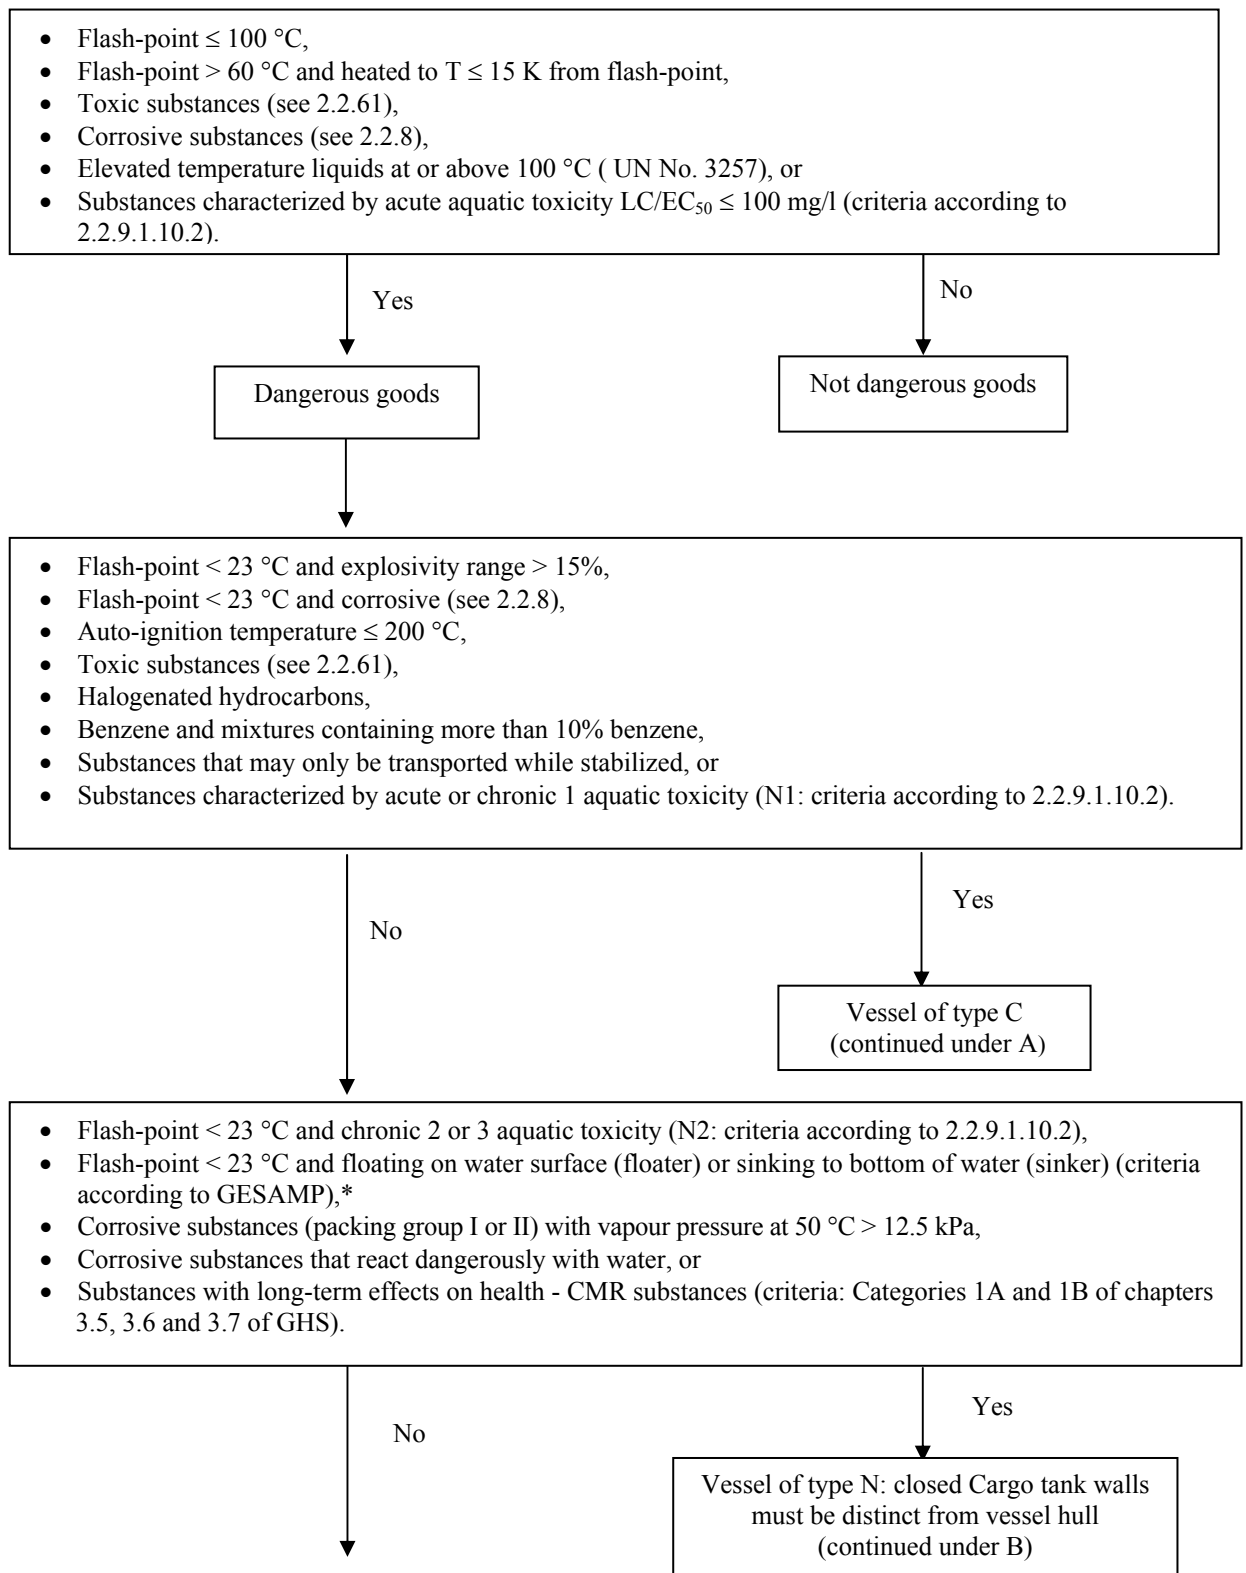 • Flash-point ≤ 100 °C,
• Flash-point > 60 °C and heated to T ≤ 15 K from flash-point,
• Toxic substances (see 2.2.61),
• Corrosive substances (see 2.2.8),
• Elevated temperature liquids at or above 100 °C ( UN No. 3257), or
• Substances characterized by acute aquatic toxicity LC/EC₅₀ ≤ 100 mg/l (criteria according to
2.2.9.1.10.2).
Yes
No
Dangerous goods
Not dangerous goods
• Flash-point < 23 °C and explosivity range > 15%,
• Flash-point < 23 °C and corrosive (see 2.2.8),
• Auto-ignition temperature ≤ 200 °C,
• Toxic substances (see 2.2.61),
• Halogenated hydrocarbons,
• Benzene and mixtures containing more than 10% benzene,
• Substances that may only be transported while stabilized, or
• Substances characterized by acute or chronic 1 aquatic toxicity (N1: criteria according to 2.2.9.1.10.2).
No
Yes
Vessel of type C
(continued under A)
• Flash-point < 23 °C and chronic 2 or 3 aquatic toxicity (N2: criteria according to 2.2.9.1.10.2),
• Flash-point < 23 °C and floating on water surface (floater) or sinking to bottom of water (sinker) (criteria
according to GESAMP),*
• Corrosive substances (packing group I or II) with vapour pressure at 50 °C > 12.5 kPa,
• Corrosive substances that react dangerously with water, or
• Substances with long-term effects on health - CMR substances (criteria: Categories 1A and 1B of chapters
3.5, 3.6 and 3.7 of GHS).
No
Yes
Vessel of type N: closed Cargo tank walls
must be distinct from vessel hull
(continued under B)